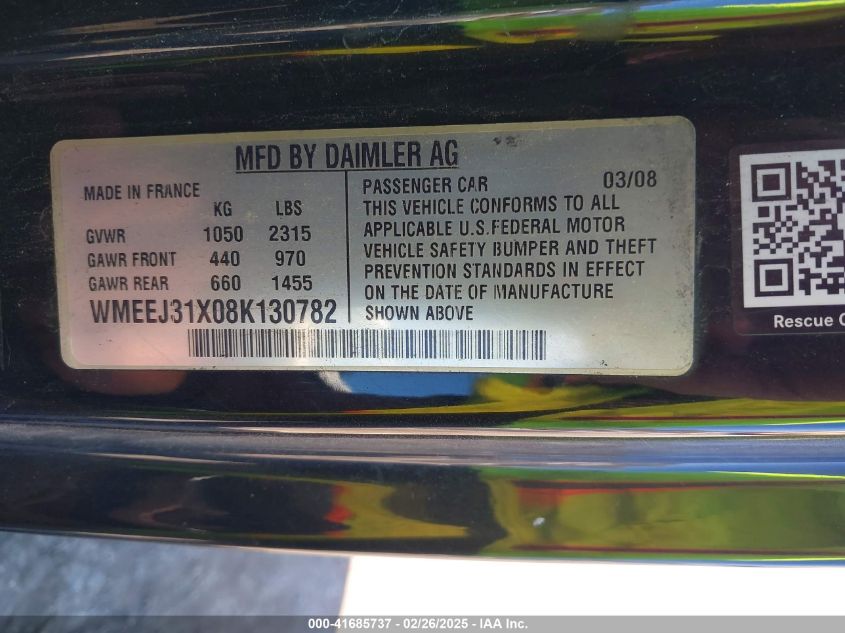 MFD BY DAIMLER AG
MADE IN FRANCE
KG LBS
GVWR 1050 2315
GAWR FRONT 440 970
GAWR REAR 660 1455
WMEEJ31X08K130782
PASSENGER CAR 03/08
THIS VEHICLE CONFORMS TO ALL
APPLICABLE U.S.FEDERAL MOTOR
VEHICLE SAFETY BUMPER AND THEFT
PREVENTION STANDARDS IN EFFECT
ON THE DATE OF MANUFACTURE
SHOWN ABOVE
Rescue C
000-41685737 - 02/26/2025 - IAA Inc.